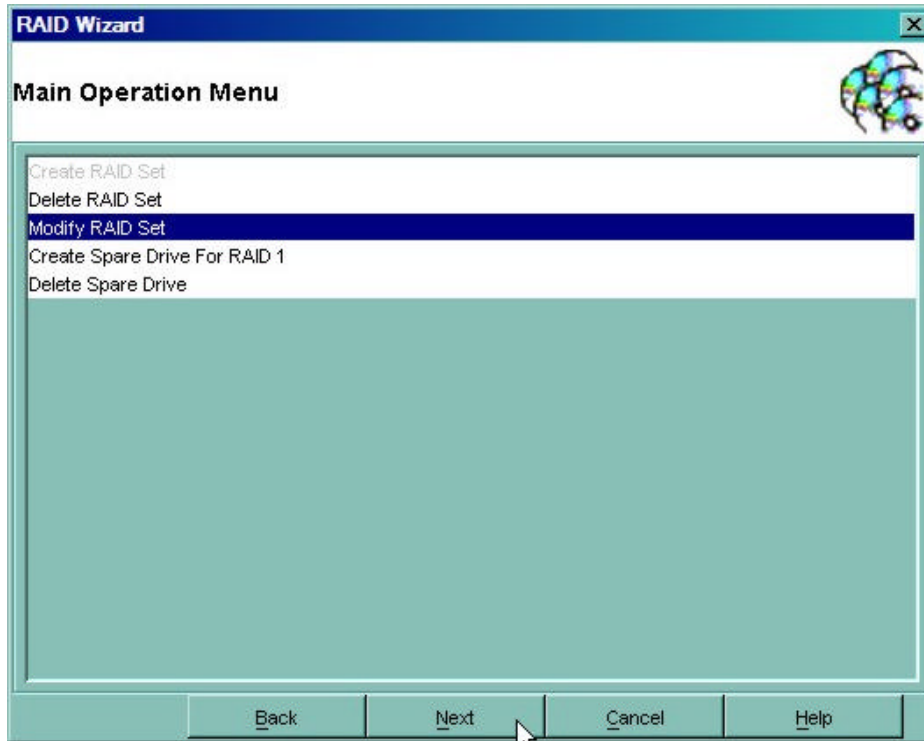 RAID Wizard
Main Operation Menu
Create RAID Set
Delete RAID Set
Modify RAID Set
Create Spare Drive For RAID 1
Delete Spare Drive
Back Next Cancel Help